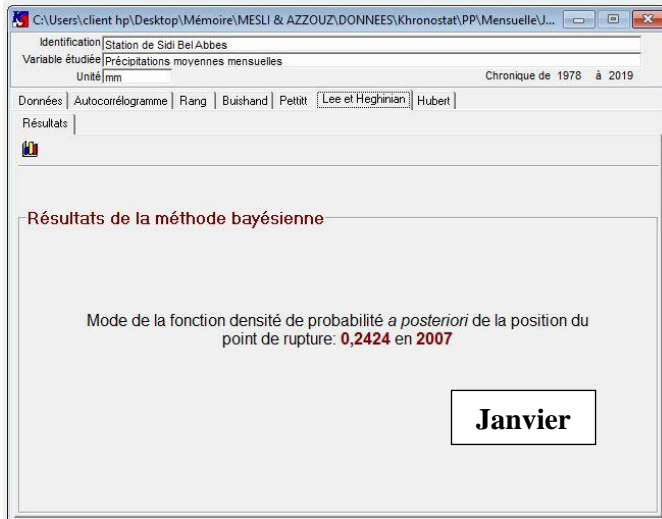 C:\Users\client hp\Desktop\Mémoire\MESLI & AZZOUZ\DONNEES\Khronostat\PP\Mensuelle\J...
Identification Station de Sidi Bel Abbes
Variable étudiée Précipitations moyennes mensuelles
Unité mm Chronique de 1978 à 2019
Données Autocorrélogramme Rang Buishand Pettitt Lee et Heghinian Hubert
Résultats
Résultats de la méthode bayésienne
Mode de la fonction densité de probabilité a posteriori de la position du
point de rupture: 0,2424 en 2007
Janvier